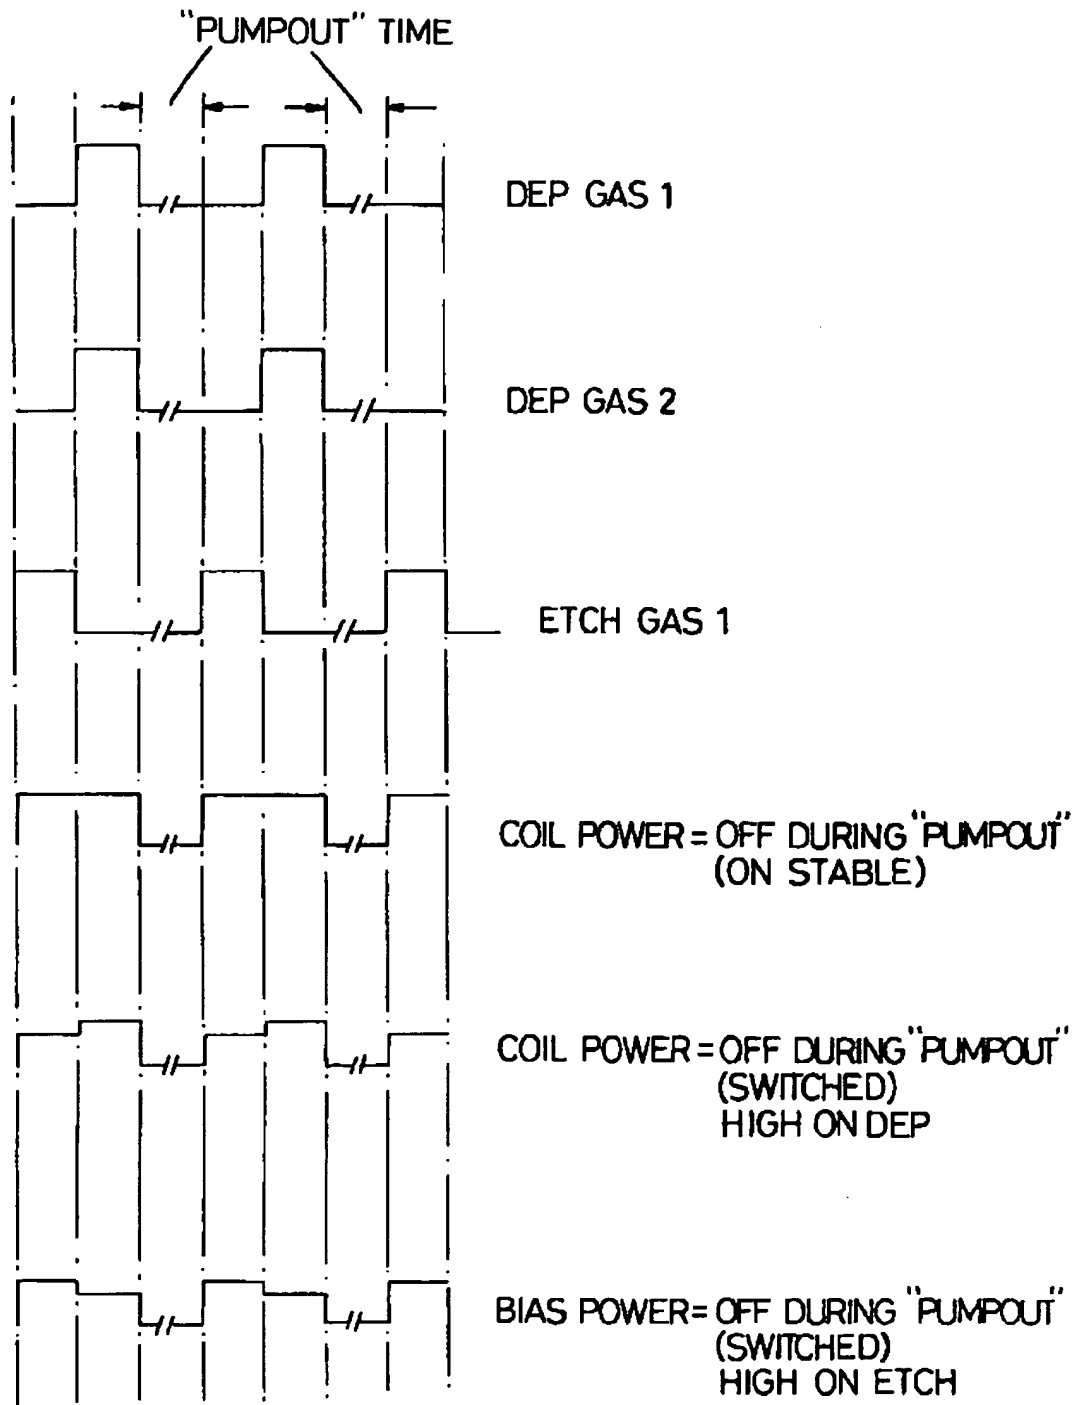 "PUMPOUT" TIME
DEP GAS 1
DEP GAS 2
ETCH GAS 1
COIL POWER = OFF DURING "PUMPOUT"
(ON STABLE)
COIL POWER = OFF DURING "PUMPOUT"
(SWITCHED)
HIGH ON DEP
BIAS POWER = OFF DURING "PUMPOUT"
(SWITCHED)
HIGH ON ETCH